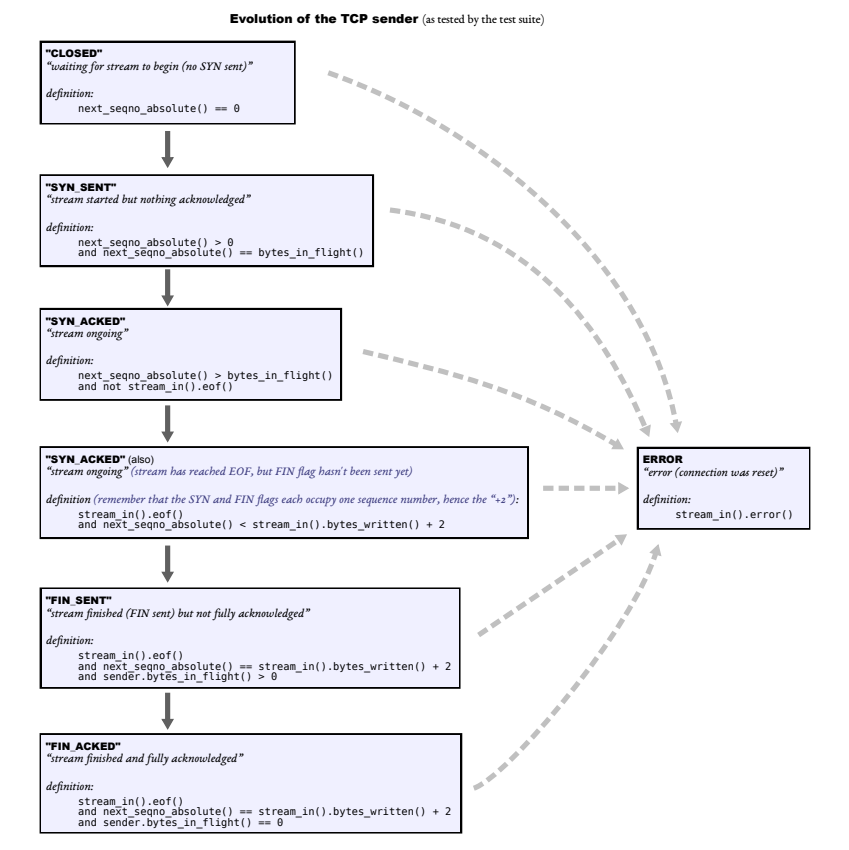 Evolution of the TCP sender (as tested by the test suite)
"CLOSED"
“waiting for stream to begin (no SYN sent)”
definition:
next_seqno_absolute() == 0
"SYN_SENT"
“stream started but nothing acknowledged”
definition:
next_seqno_absolute() > 0
and next_seqno_absolute() == bytes_in_flight()
"SYN_ACKED"
“stream ongoing”
definition:
next_seqno_absolute() > bytes_in_flight()
and not stream_in().eof()
"SYN_ACKED" (also)
“stream ongoing” (stream has reached EOF, but FIN flag hasn't been sent yet)
definition (remember that the SYN and FIN flags each occupy one sequence number, hence the “+2”):
stream_in().eof()
and next_seqno_absolute() < stream_in().bytes_written() + 2
ERROR
“error (connection was reset)”
definition:
stream_in().error()
"FIN_SENT"
“stream finished (FIN sent) but not fully acknowledged”
definition:
stream_in().eof()
and next_seqno_absolute() == stream_in().bytes_written() + 2
and sender.bytes_in_flight() > 0
"FIN_ACKED"
“stream finished and fully acknowledged”
definition:
stream_in().eof()
and next_seqno_absolute() == stream_in().bytes_written() + 2
and sender.bytes_in_flight() == 0